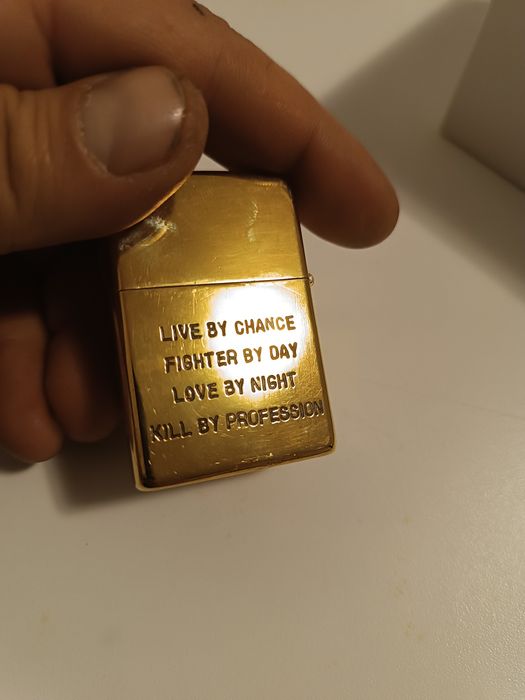 LIVE BY CHANCE
FIGHTER BY DAY
LOVE BY NIGHT
KILL BY PROFESSION